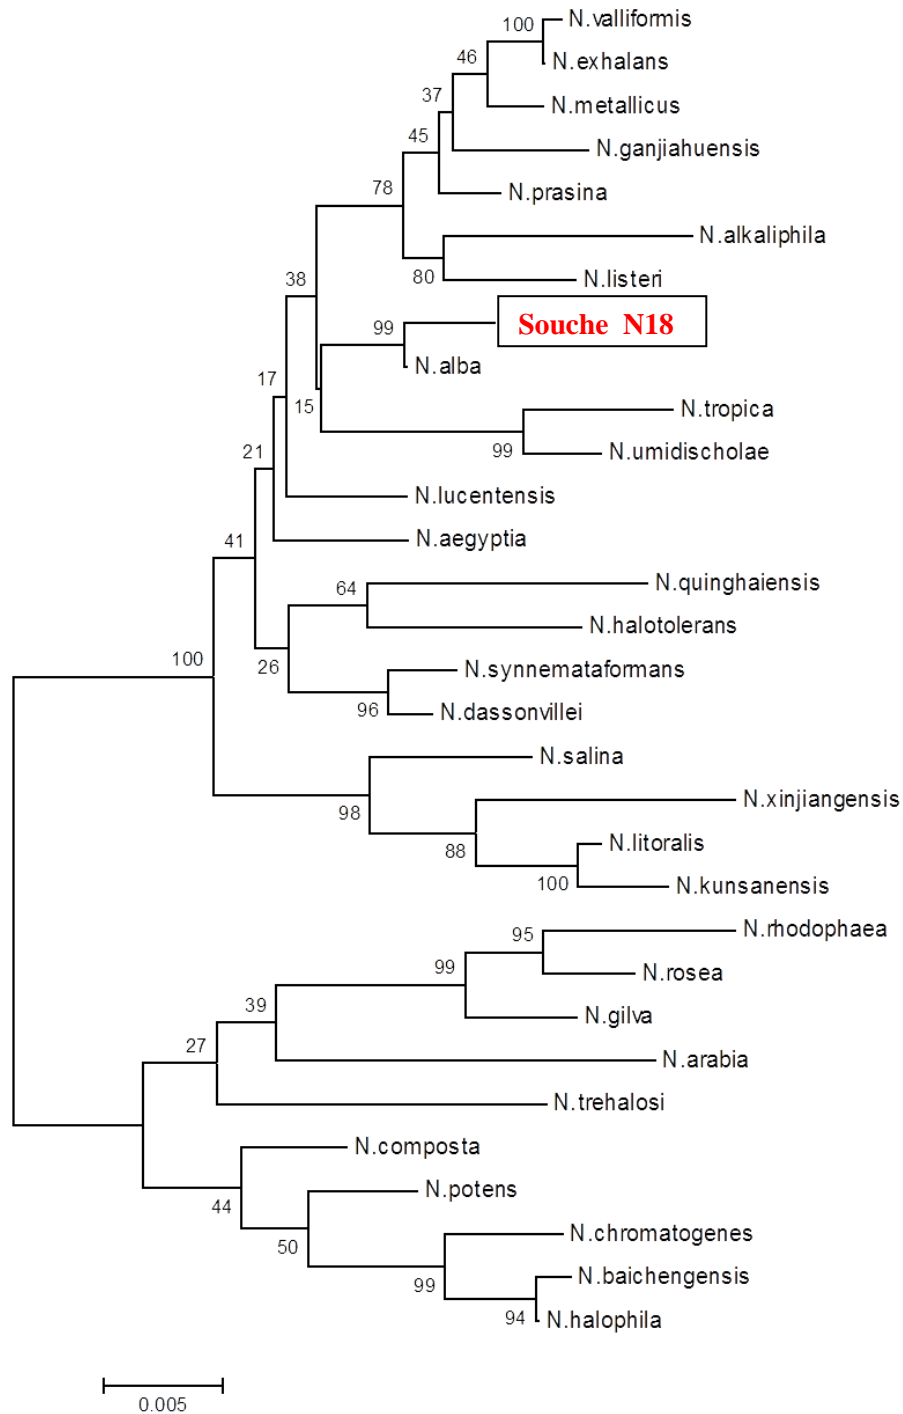 100
N.valliformis
46
N.exhalans
37
N.metallicus
45
N.ganjiahuensis
78
N.prasina
N.alkaliphila
80
N.listeri
38
99
Souche N18
17
N.alba
15
N.tropica
21
99
N.umidischolae
N.lucentensis
41
N.aegyptia
64
N.quinghaiensis
N.halotolerans
100
26
N.synnemataformans
96
N.dassonvillei
N.salina
98
N.xinjiangensis
88
N.litoralis
100
N.kunsanensis
95
N.rhodophaea
99
N.rosea
39
N.gilva
27
N.arabia
N.trehalosi
N.composta
44
N.potens
50
N.chromatogenes
99
N.baichengensis
94
N.halophila
0.005